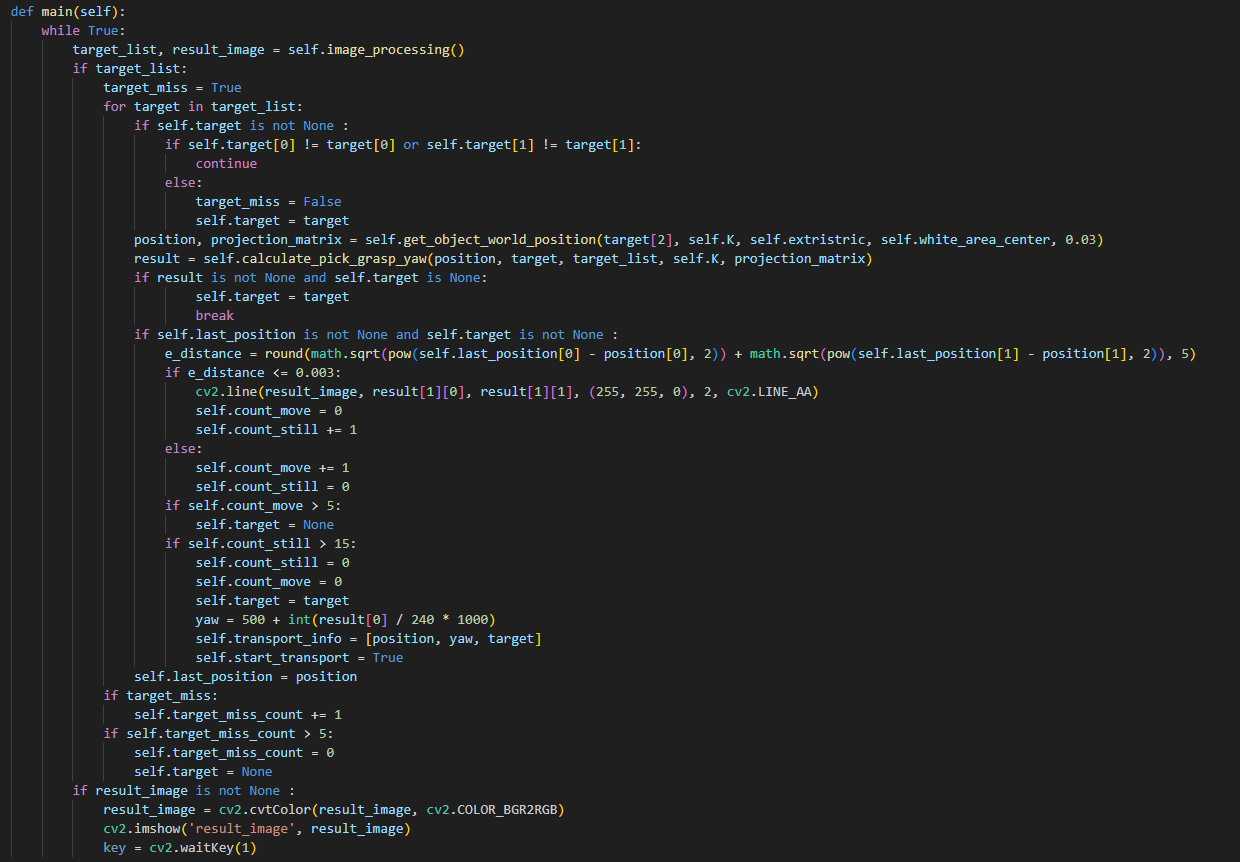 def main(self):
    while True:
        target_list, result_image = self.image_processing()
        if target_list:
            target_miss = True
            for target in target_list:
                if self.target is not None :
                    if self.target[0] != target[0] or self.target[1] != target[1]:
                        continue
                    else:
                        target_miss = False
                        self.target = target
                position, projection_matrix = self.get_object_world_position(target[2], self.K, self.extristric, self.white_area_center, 0.03)
                result = self.calculate_pick_grasp_yaw(position, target, target_list, self.K, projection_matrix)
                if result is not None and self.target is None:
                        self.target = target
                        break
                if self.last_position is not None and self.target is not None :
                    e_distance = round(math.sqrt(pow(self.last_position[0] - position[0], 2)) + math.sqrt(pow(self.last_position[1] - position[1], 2)), 5)
                    if e_distance <= 0.003:
                        cv2.line(result_image, result[1][0], result[1][1], (255, 255, 0), 2, cv2.LINE_AA)
                        self.count_move = 0
                        self.count_still += 1
                    else:
                        self.count_move += 1
                        self.count_still = 0
                    if self.count_move > 5:
                        self.target = None
                    if self.count_still > 15:
                        self.count_still = 0
                        self.count_move = 0
                        self.target = target
                        yaw = 500 + int(result[0] / 240 * 1000)
                        self.transport_info = [position, yaw, target]
                        self.start_transport = True
                self.last_position = position
            if target_miss:
                self.target_miss_count += 1
            if self.target_miss_count > 5:
                self.target_miss_count = 0
                self.target = None
        if result_image is not None :
            result_image = cv2.cvtColor(result_image, cv2.COLOR_BGR2RGB)
            cv2.imshow('result_image', result_image)
            key = cv2.waitKey(1)